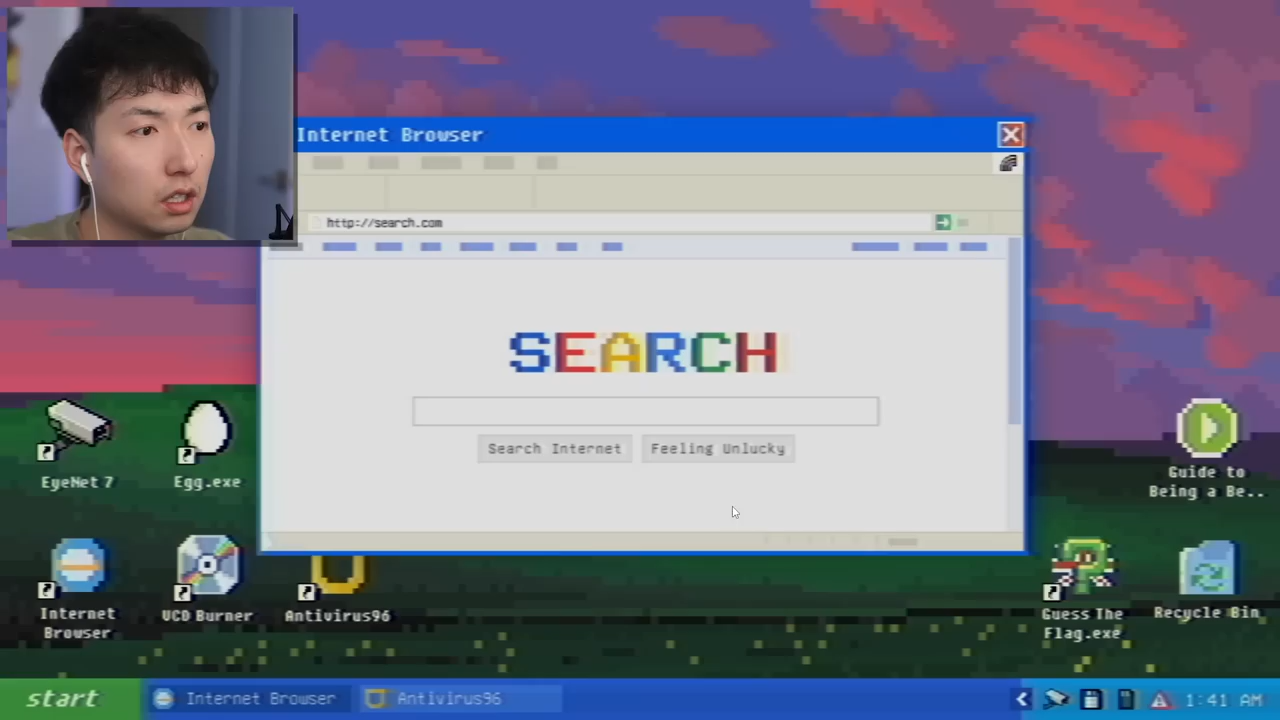 Internet Browser
http://search.com
SEARCH
Search Internet
Feeling Unlucky
EyeNet 7
Egg.exe
Guide to
Being a Be..
Internet
Browser
VCD Burner
Antivirus96
Guess The
Flag.exe
Recycle Bin
start
Internet Browser
Antivirus96
1:41 AM